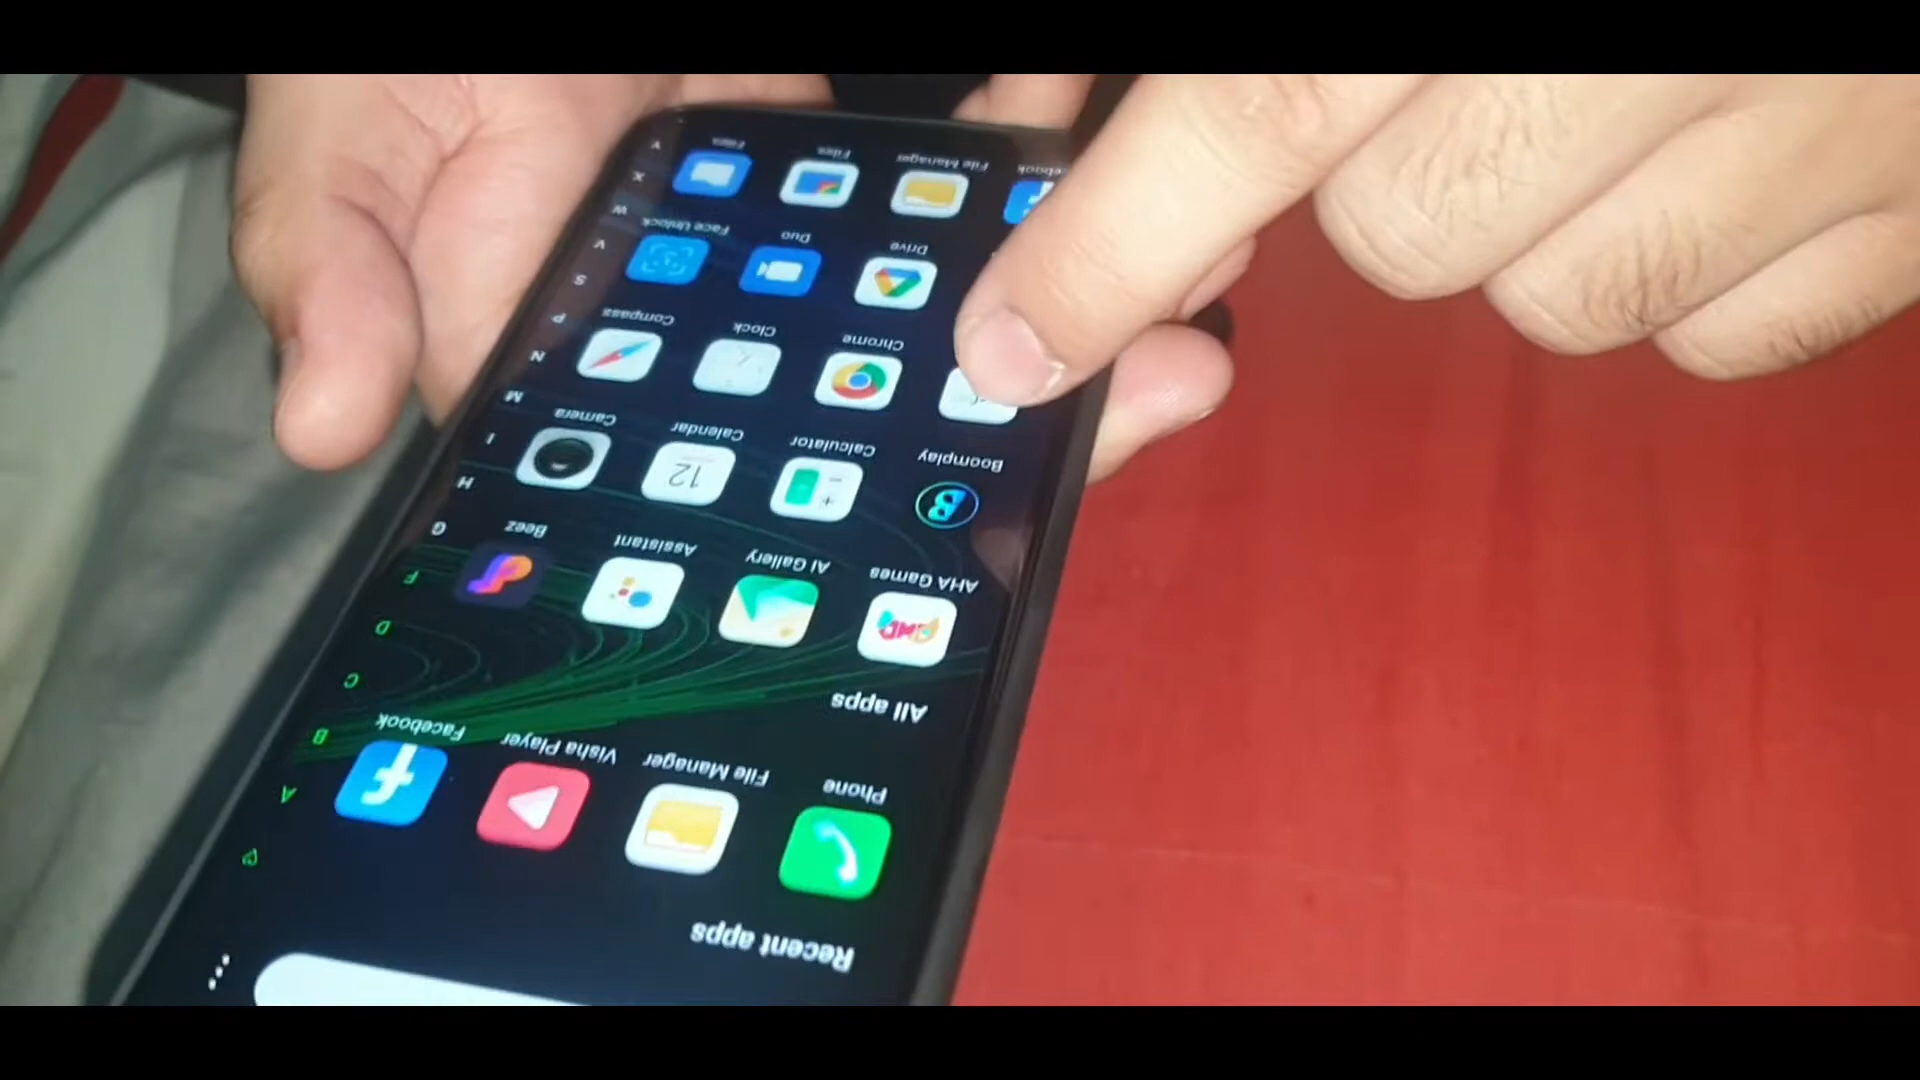 Recent apps
Phone File Manager Visha Player Facebook
All apps
AHA Games AI Gallery Assistant Beez
Boomplay Calculator Calendar Camera
12
Chrome Clock Compass
Drive Duo Face Unlock
File Manager Files
A
B
C
D
F
G
H
I
M
N
P
S
V
W
X
Y